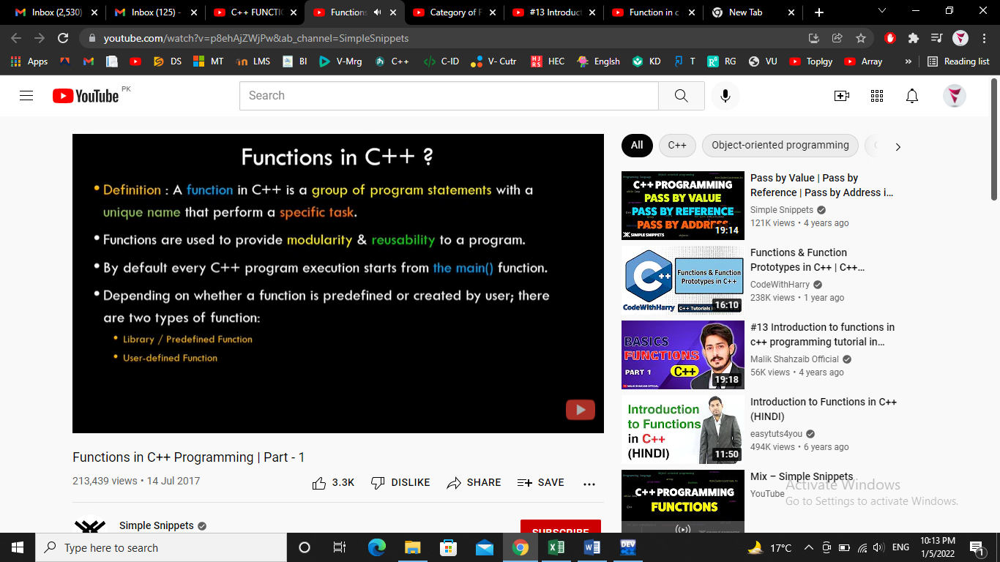 Inbox (2,530)
Inbox (125) -
C++ FUNCTIC
Functions
Category of F
#13 Introduct
Function in c
New Tab
youtube.com/watch?v=p8ehAjZWjPw&ab_channel=SimpleSnippets
Apps
DS
MT
LMS
BI
V-Mrg
C++
C-ID
V- Cutr
HEC
Englsh
KD
T
RG
VU
Toplgy
Array
»
Reading list
YouTube PK
Search
Functions in C++ ?
• Definition : A function in C++ is a group of program statements with a
unique name that perform a specific task.
• Functions are used to provide modularity & reusability to a program.
• By default every C++ program execution starts from the main() function.
• Depending on whether a function is predefined or created by user; there
are two types of function:
• Library / Predefined Function
• User-defined Function
Functions in C++ Programming | Part - 1
213,439 views • 14 Jul 2017
3.3K
DISLIKE
SHARE
SAVE
Simple Snippets
SUBSCRIBE
All
C++
Object-oriented programming
C++ PROGRAMMING
PASS BY VALUE
PASS BY REFERENCE
PASS BY ADDRESS
SIMPLE SNIPPETS
19:14
Pass by Value | Pass by
Reference | Pass by Address i...
Simple Snippets
121K views • 4 years ago
C++
Functions & Function
Prototypes in C++
CodeWithHarry
C++ Tutorials
16:10
Functions & Function
Prototypes in C++ | C++...
CodeWithHarry
238K views • 1 year ago
BASICS
FUNCTIONS
PART 1
C++
MALIK SHAHZAIB OFFICIAL
19:18
#13 Introduction to functions in
c++ programming tutorial in...
Malik Shahzaib Official
56K views • 4 years ago
Introduction
to Functions
in C++
(HINDI)
11:50
Introduction to Functions in C++
(HINDI)
easytuts4you
494K views • 6 years ago
C++ PROGRAMMING
FUNCTIONS
Mix – Simple Snippets
YouTube
Activate Windows
Go to Settings to activate Windows.
Type here to search
DEV
17°C
ENG
10:13 PM
1/5/2022
1